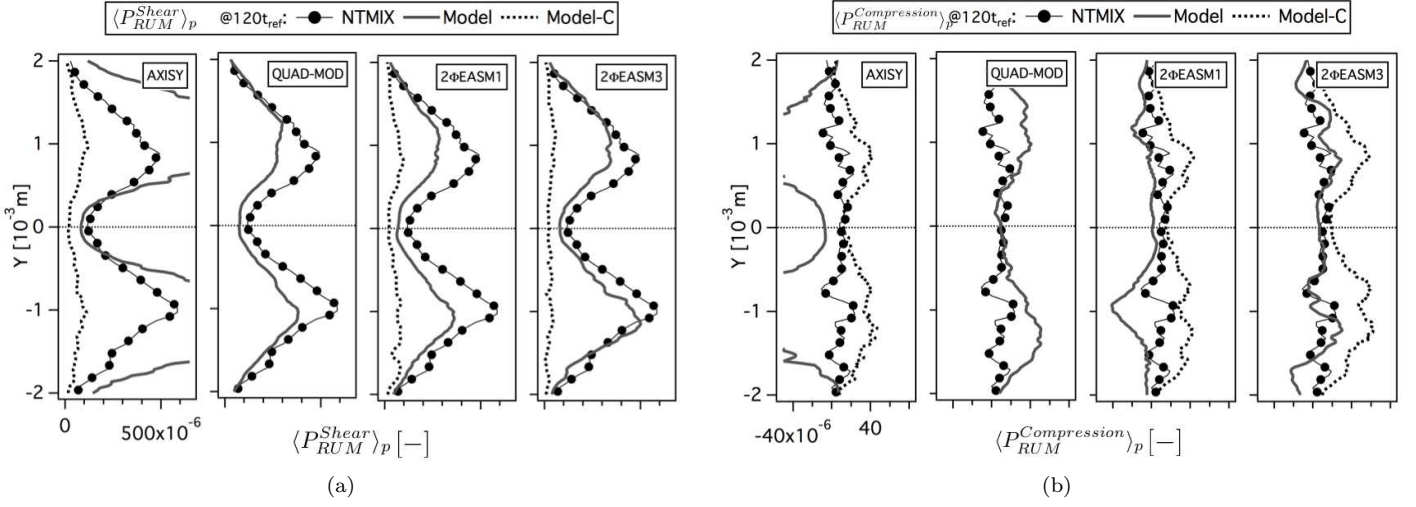 ⟨P^{Shear}_{RUM}⟩_p @120t_ref: NTMIX Model Model-C
AXISY QUAD-MOD 2ΦEASM1 2ΦEASM3
Y [10^-3 m]
2
1
0
-1
-2
0 500x10^-6
⟨P^{Shear}_{RUM}⟩_p [−]
(a)
⟨P^{Compression}_{RUM}⟩_p @120t_ref: NTMIX Model Model-C
AXISY QUAD-MOD 2ΦEASM1 2ΦEASM3
Y [10^-3 m]
2
1
0
-1
-2
-40x10^-6 40
⟨P^{Compression}_{RUM}⟩_p [−]
(b)